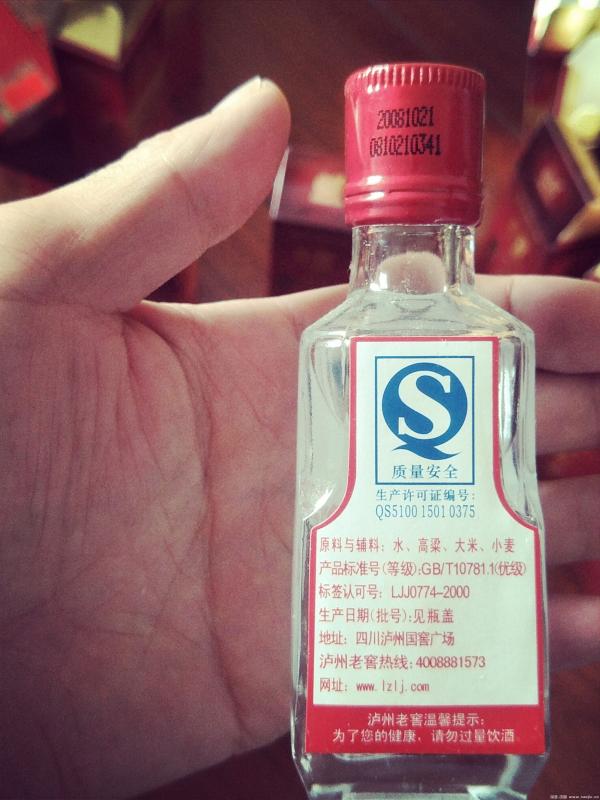 20081021
0810210341
QS
质量安全
生产许可证编号:
QS5100 1501 0375
原料与辅料: 水、高粱、大米、小麦
产品标准号(等级):GB/T10781.1(优级)
标签认可号: LJJ0774-2000
生产日期(批号):见瓶盖
地址: 四川泸州国窖广场
泸州老窖热线: 4008881573
网址: www.lzlj.com
泸州老窖温馨提示:
为了您的健康、请勿过量饮酒